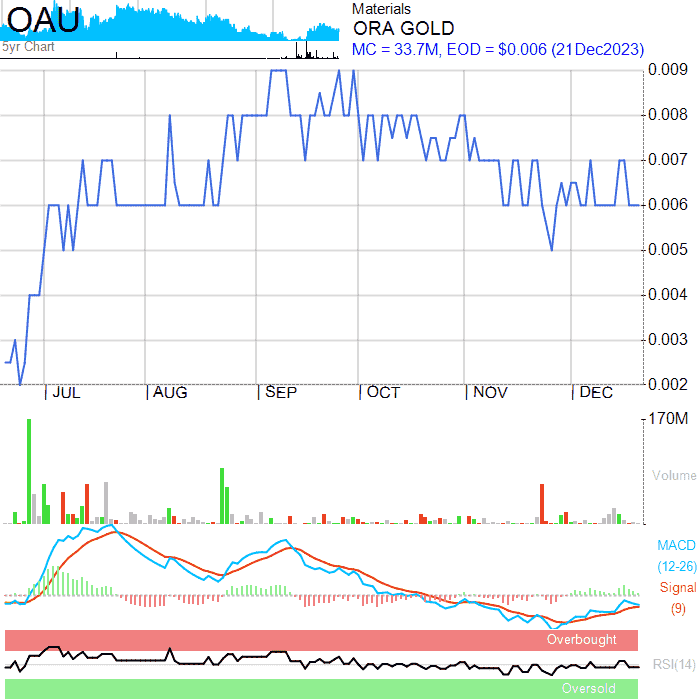 OAU
5yr Chart
Materials
ORA GOLD
MC = 33.7M, EOD = $0.006 (21Dec2023)
0.009
0.008
0.007
0.006
0.005
0.004
0.003
0.002
JUL AUG SEP OCT NOV DEC
170M
Volume
MACD
(12-26)
Signal
(9)
Overbought
RSI(14)
Oversold